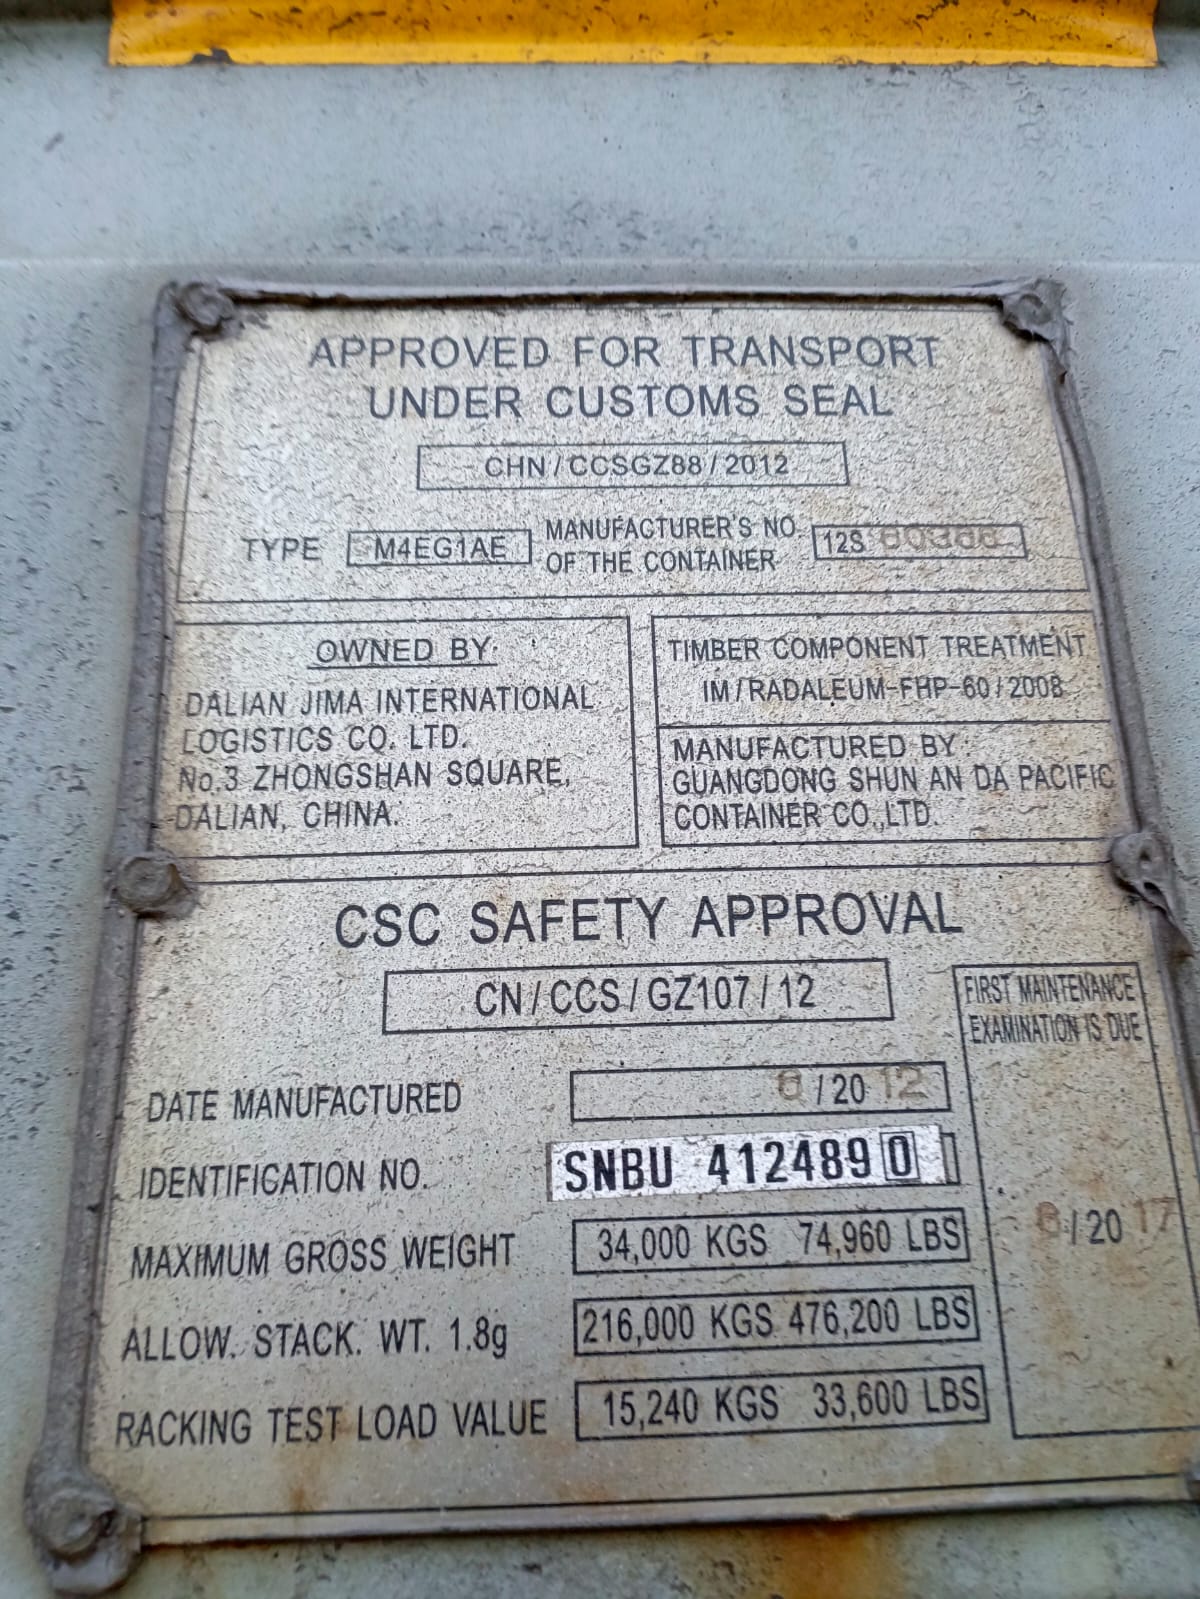 APPROVED FOR TRANSPORT
UNDER CUSTOMS SEAL
CHN/CCSGZ88/2012
TYPE M4EG1AE MANUFACTURER'S NO. OF THE CONTAINER 12S
OWNED BY:
DALIAN JIMA INTERNATIONAL
LOGISTICS CO. LTD.
No.3 ZHONGSHAN SQUARE,
DALIAN, CHINA.
TIMBER COMPONENT TREATMENT
IM/RADALEUM-FHP-60/2008
MANUFACTURED BY:
GUANGDONG SHUN AN DA PACIFIC
CONTAINER CO.,LTD.
CSC SAFETY APPROVAL
CN/CCS/GZ107/12
FIRST MAINTENANCE
EXAMINATION IS DUE
6/2017
DATE MANUFACTURED 6/2012
IDENTIFICATION NO. SNBU 412489 0
MAXIMUM GROSS WEIGHT 34,000 KGS 74,960 LBS
ALLOW. STACK. WT. 1.8g 216,000 KGS 476,200 LBS
RACKING TEST LOAD VALUE 15,240 KGS 33,600 LBS